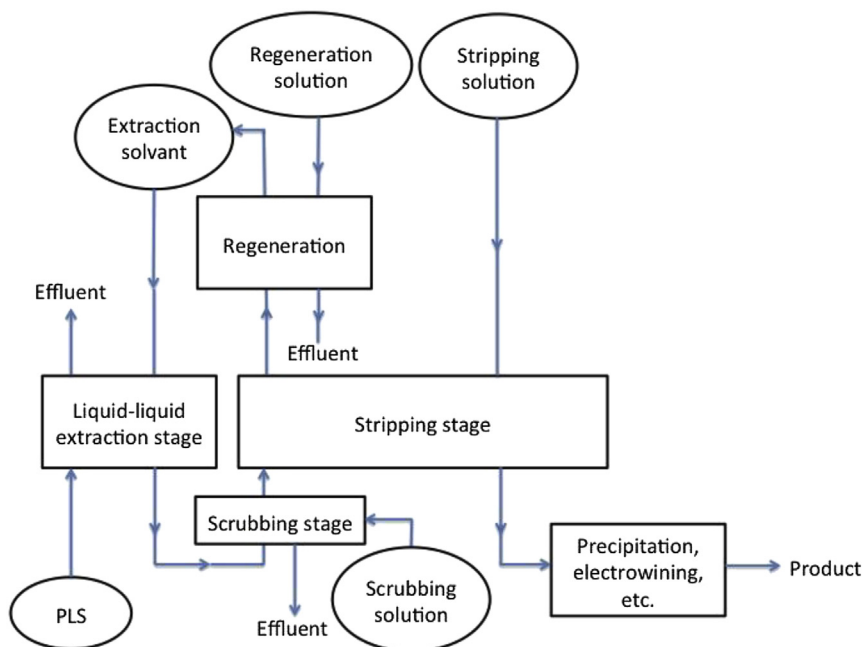 Regeneration
solution
Stripping
solution
Extraction
solvant
Regeneration
Effluent
Effluent
Liquid-liquid
extraction stage
Stripping stage
Scrubbing stage
Precipitation,
electrowining,
etc.
Product
PLS
Scrubbing
solution
Effluent